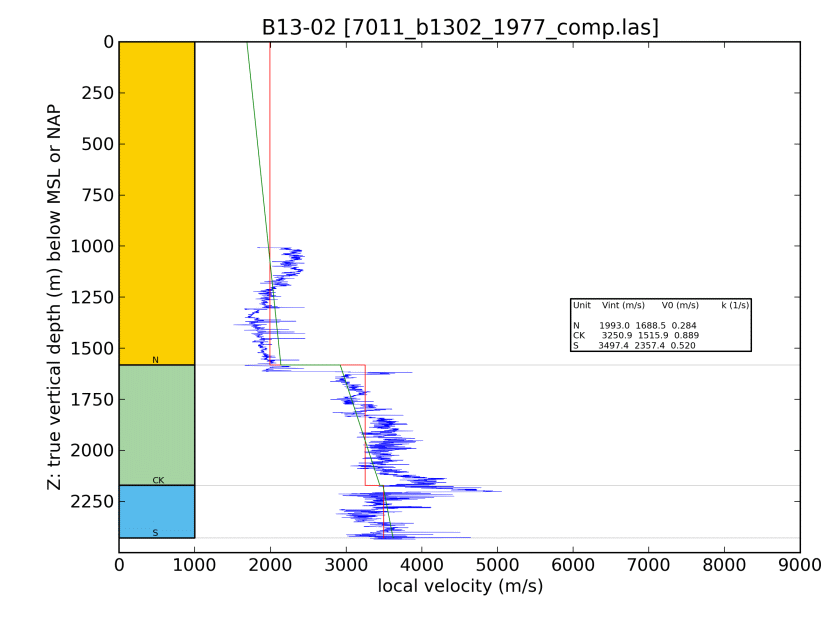 B13-02 [7011_b1302_1977_comp.las]
Z: true vertical depth (m) below MSL or NAP
0
250
500
750
1000
1250
1500
1750
2000
2250
N
CK
S
Unit Vint (m/s) V0 (m/s) k (1/s)
N 1993.0 1688.5 0.284
CK 3250.9 1515.9 0.889
S 3497.4 2357.4 0.520
0 1000 2000 3000 4000 5000 6000 7000 8000 9000
local velocity (m/s)